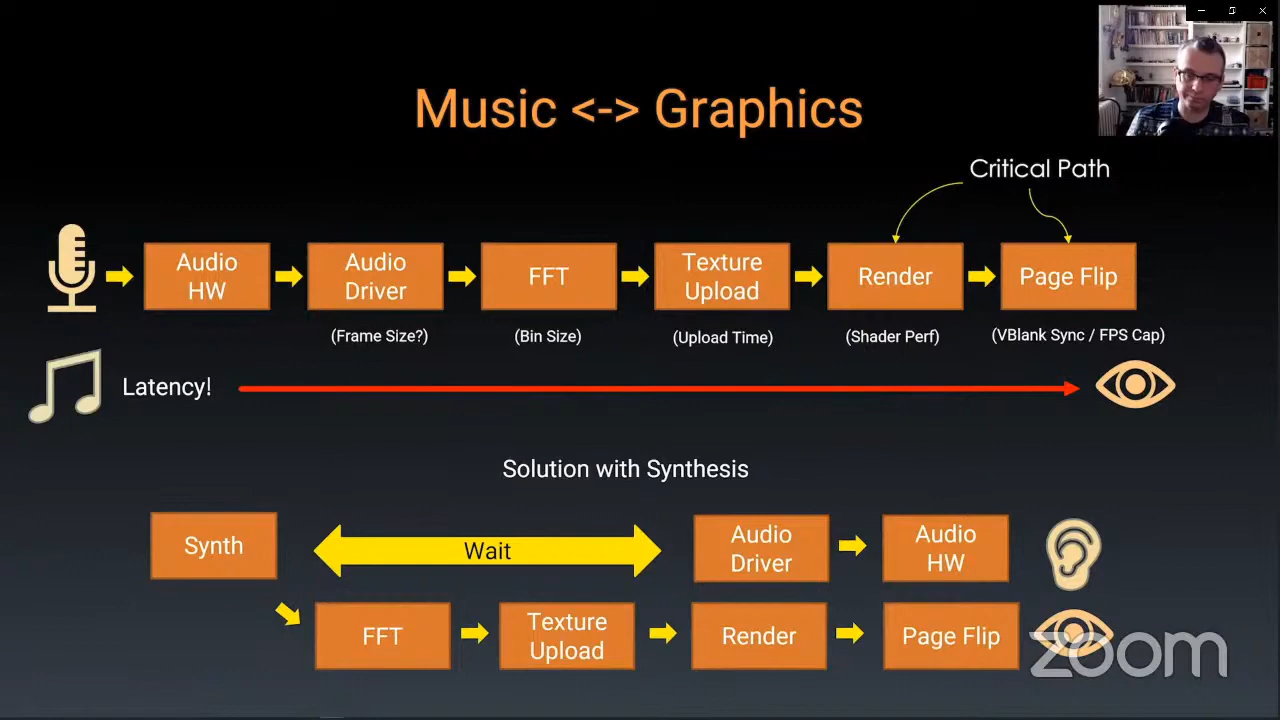 Music <-> Graphics
Critical Path
Audio
HW
Audio
Driver
FFT
Texture
Upload
Render
Page Flip
(Frame Size?)
(Bin Size)
(Upload Time)
(Shader Perf)
(VBlank Sync / FPS Cap)
Latency!
Solution with Synthesis
Synth
Wait
Audio
Driver
Audio
HW
FFT
Texture
Upload
Render
Page Flip
zoom